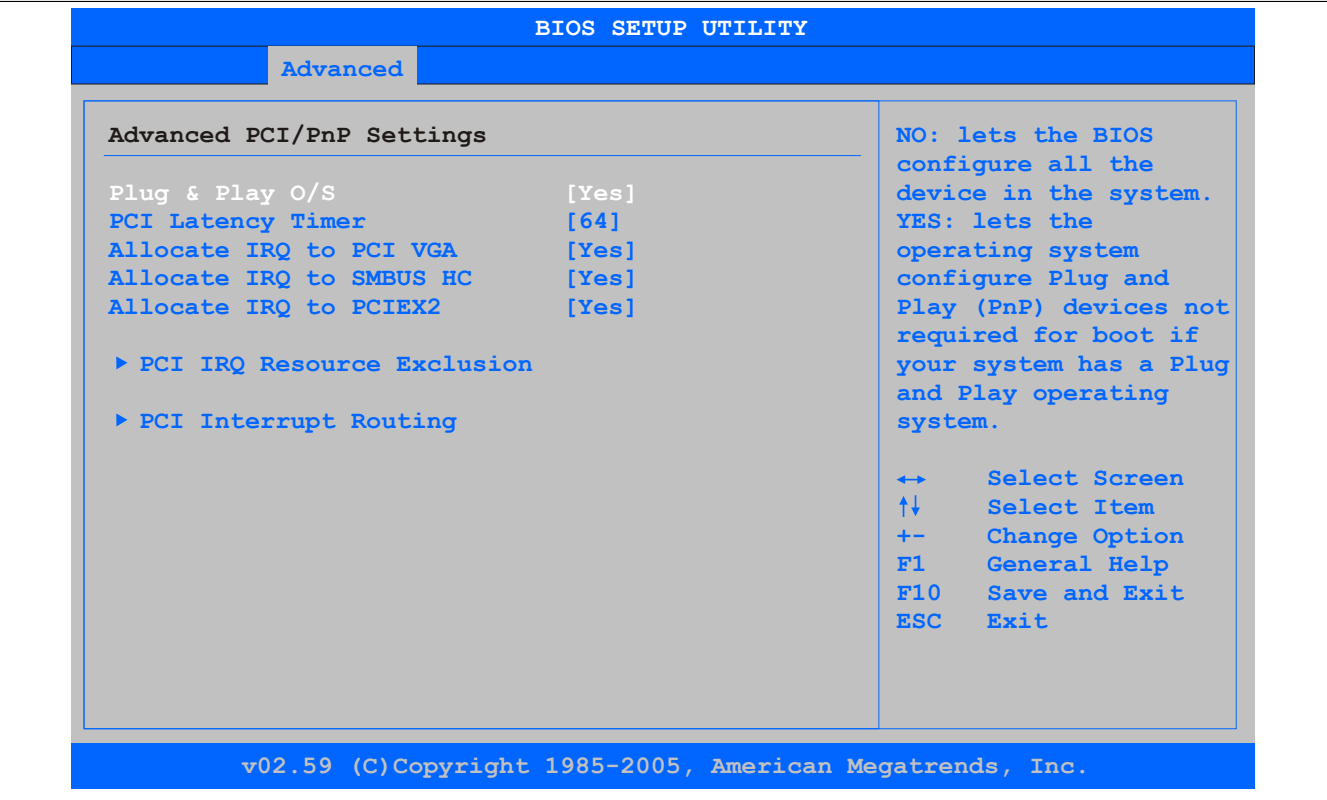 BIOS SETUP UTILITY
Advanced
Advanced PCI/PnP Settings
Plug & Play O/S [Yes]
PCI Latency Timer [64]
Allocate IRQ to PCI VGA [Yes]
Allocate IRQ to SMBUS HC [Yes]
Allocate IRQ to PCIEX2 [Yes]
▶ PCI IRQ Resource Exclusion
▶ PCI Interrupt Routing
NO: lets the BIOS
configure all the
device in the system.
YES: lets the
operating system
configure Plug and
Play (PnP) devices not
required for boot if
your system has a Plug
and Play operating
system.
←→ Select Screen
↑↓ Select Item
+- Change Option
F1 General Help
F10 Save and Exit
ESC Exit
v02.59 (C)Copyright 1985-2005, American Megatrends, Inc.